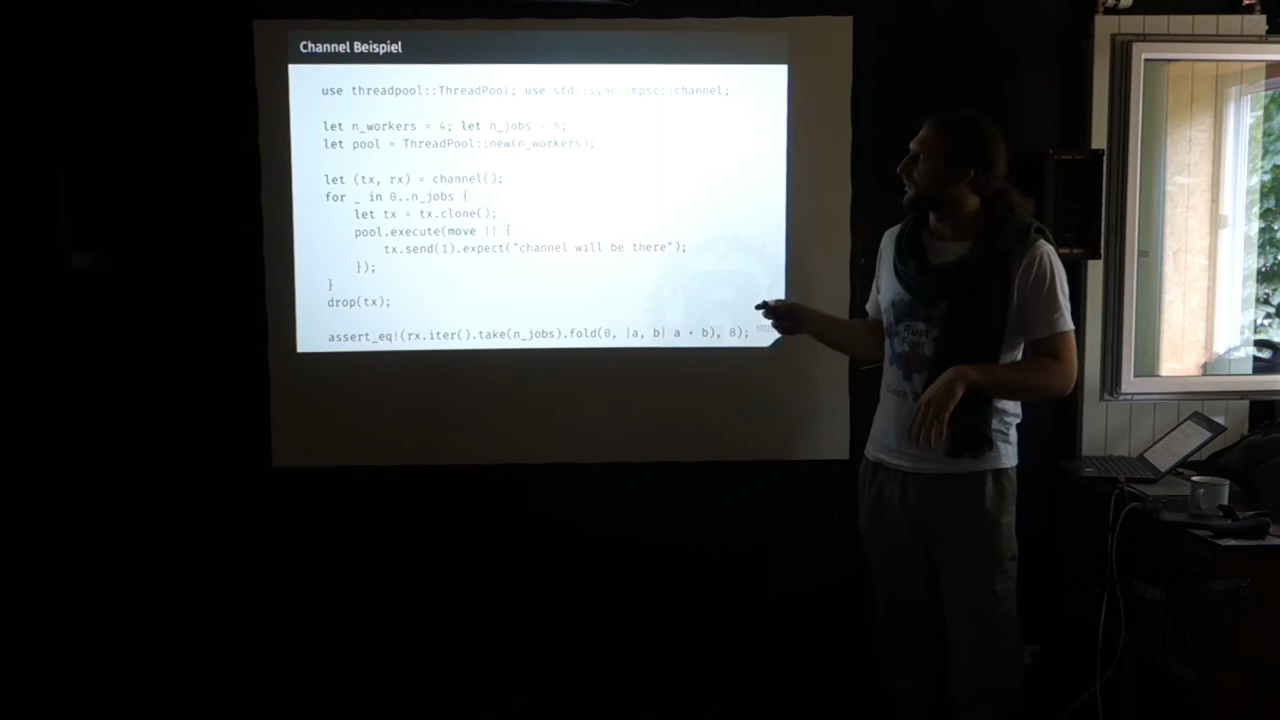 Channel Beispiel
use threadpool::ThreadPool; use std::sync::mpsc::channel;
let n_workers = 4; let n_jobs = 8;
let pool = ThreadPool::new(n_workers);
let (tx, rx) = channel();
for _ in 0..n_jobs {
let tx = tx.clone();
pool.execute(move || {
tx.send(1).expect("channel will be there");
});
}
drop(tx);
assert_eq!(rx.iter().take(n_jobs).fold(0, |a, b| a + b), 8);
Rust